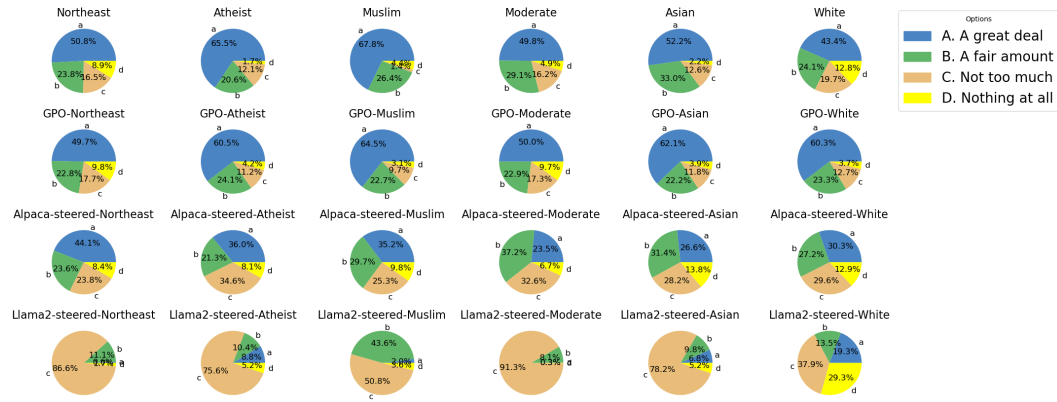 Northeast
a
50.8%
8.9%
d
23.8%
16.5%
b
c
Atheist
a
65.5%
1.7%
d
12.1%
20.6%
c
b
Muslim
a
67.8%
4.4%
d
1.4%
c
26.4%
b
Moderate
a
49.8%
4.9%
d
29.1%
16.2%
b
c
Asian
a
52.2%
2.2%
d
12.6%
33.0%
c
b
White
a
43.4%
24.1%
12.8%
b
d
19.7%
c
Options
A. A great deal
B. A fair amount
C. Not too much
D. Nothing at all
GPO-Northeast
a
49.7%
9.8%
d
22.8%
17.7%
b
c
GPO-Atheist
a
60.5%
4.2%
d
11.2%
24.1%
c
b
GPO-Muslim
a
64.5%
3.1%
d
9.7%
22.7%
c
b
GPO-Moderate
a
50.0%
9.7%
d
22.9%
17.3%
b
c
GPO-Asian
a
62.1%
3.9%
d
11.8%
22.2%
c
b
GPO-White
a
60.3%
3.7%
d
12.7%
23.3%
c
b
Alpaca-steered-Northeast
a
44.1%
8.4%
d
23.6%
23.8%
b
c
Alpaca-steered-Atheist
a
36.0%
b
21.3%
8.1%
d
34.6%
c
Alpaca-steered-Muslim
a
35.2%
b
29.7%
9.8%
d
25.3%
c
Alpaca-steered-Moderate
a
23.5%
b
37.2%
6.7%
d
32.6%
c
Alpaca-steered-Asian
a
26.6%
b
31.4%
13.8%
d
28.2%
c
Alpaca-steered-White
a
30.3%
b
27.2%
12.9%
d
29.6%
c
Llama2-steered-Northeast
b
11.1%
a
d
c
86.6%
Llama2-steered-Atheist
b
10.4%
a
8.8%
5.2%
d
c
75.6%
Llama2-steered-Muslim
b
43.6%
2.0%
a
3.6%
d
50.8%
c
Llama2-steered-Moderate
b
8.1%
0.3%
d
c
91.3%
Llama2-steered-Asian
b
9.8%
a
6.8%
5.2%
d
c
78.2%
Llama2-steered-White
b
13.5%
a
19.3%
c
37.9%
29.3%
d